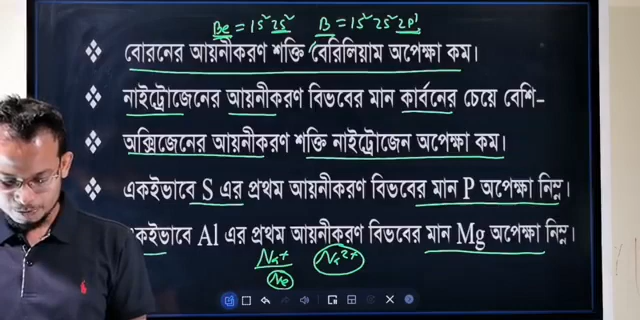 Be = 1S² 2S² B = 1S² 2S² 2P¹
❖ বোরনের আয়নীকরণ শক্তি বেরিলিয়াম অপেক্ষা কম।
❖ নাইট্রোজেনের আয়নীকরণ বিভবের মান কার্বনের চেয়ে বেশি-
❖ অক্সিজেনের আয়নীকরণ শক্তি নাইট্রোজেন অপেক্ষা কম।
❖ একইভাবে S এর প্রথম আয়নীকরণ বিভবের মান P অপেক্ষা নিম্ন।
একইভাবে Al এর প্রথম আয়নীকরণ বিভবের মান Mg অপেক্ষা নিম্ন।
Na⁺ Na²⁺
Ne